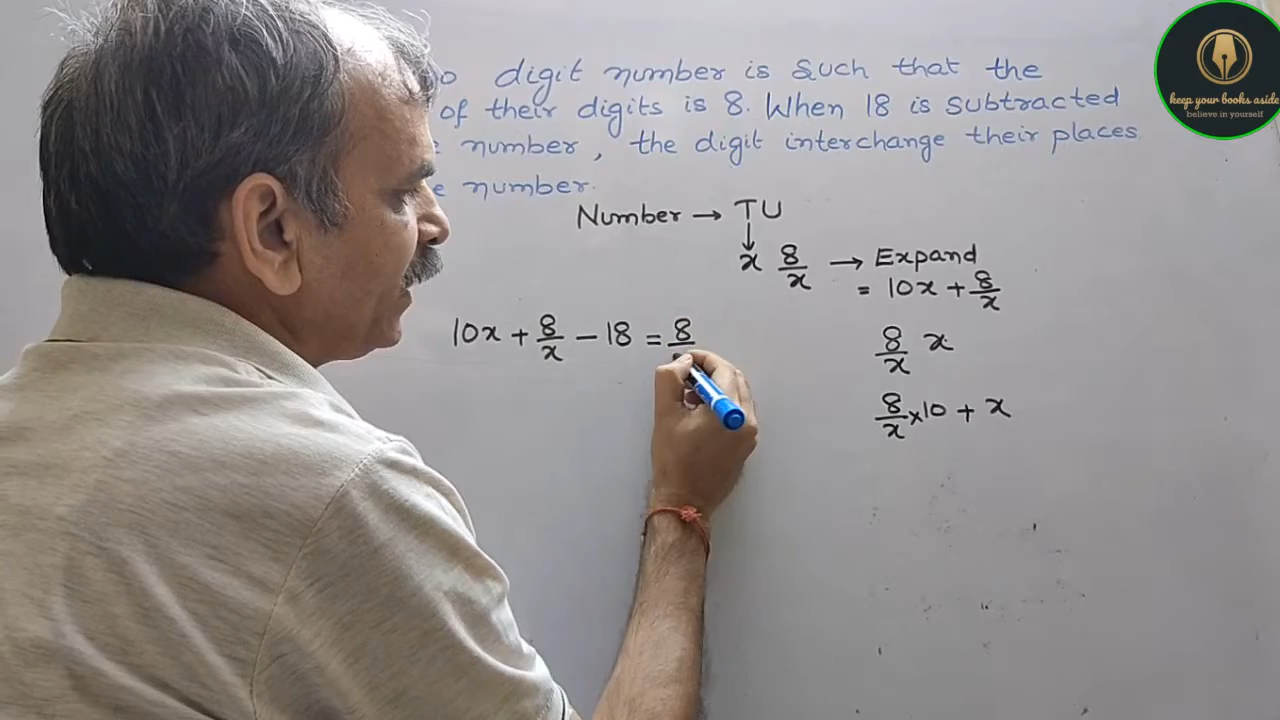 digit number is such that the
of their digits is 8. When 18 is subtracted
number, the digit interchange their places
number.
Number → TU
x 8/x → Expand
= 10x + 8/x
10x + 8/x - 18 = 8
8/x x
8/x × 10 + x
keep your books aside
believe in yourself